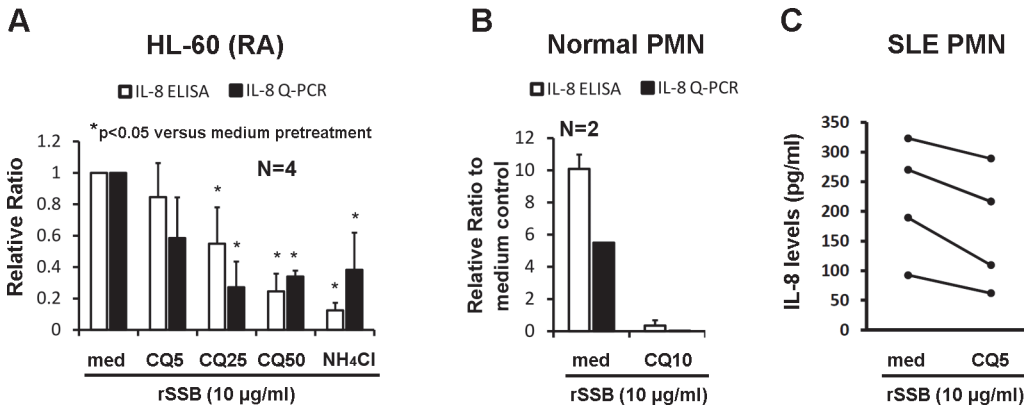 A
HL-60 (RA)
IL-8 ELISA IL-8 Q-PCR
*p<0.05 versus medium pretreatment
N=4
Relative Ratio
1.2
1
0.8
0.6
0.4
0.2
0
* * * * * *
med CQ5 CQ25 CQ50 NH₄Cl
rSSB (10 µg/ml)
B
Normal PMN
IL-8 ELISA IL-8 Q-PCR
N=2
Relative Ratio to
medium control
12
10
8
6
4
2
0
med CQ10
rSSB (10 µg/ml)
C
SLE PMN
IL-8 levels (pg/ml)
350
300
250
200
150
100
50
0
med CQ5
rSSB (10 µg/ml)